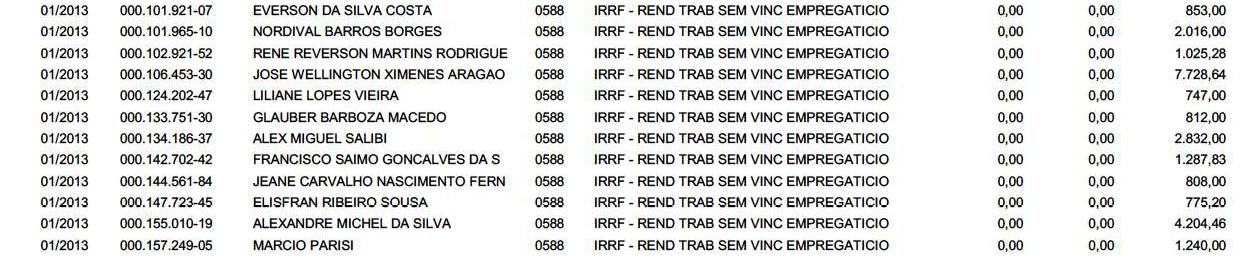 01/2013 000.101.921-07 EVERSON DA SILVA COSTA 0588 IRRF - REND TRAB SEM VINC EMPREGATICIO 0,00 0,00 853,00
01/2013 000.101.965-10 NORDIVAL BARROS BORGES 0588 IRRF - REND TRAB SEM VINC EMPREGATICIO 0,00 0,00 2.016,00
01/2013 000.102.921-52 RENE REVERSON MARTINS RODRIGUE 0588 IRRF - REND TRAB SEM VINC EMPREGATICIO 0,00 0,00 1.025,28
01/2013 000.106.453-30 JOSE WELLINGTON XIMENES ARAGAO 0588 IRRF - REND TRAB SEM VINC EMPREGATICIO 0,00 0,00 7.728,64
01/2013 000.124.202-47 LILIANE LOPES VIEIRA 0588 IRRF - REND TRAB SEM VINC EMPREGATICIO 0,00 0,00 747,00
01/2013 000.133.751-30 GLAUBER BARBOZA MACEDO 0588 IRRF - REND TRAB SEM VINC EMPREGATICIO 0,00 0,00 812,00
01/2013 000.134.186-37 ALEX MIGUEL SALIBI 0588 IRRF - REND TRAB SEM VINC EMPREGATICIO 0,00 0,00 2.832,00
01/2013 000.142.702-42 FRANCISCO SAIMO GONCALVES DA S 0588 IRRF - REND TRAB SEM VINC EMPREGATICIO 0,00 0,00 1.287,83
01/2013 000.144.561-84 JEANE CARVALHO NASCIMENTO FERN 0588 IRRF - REND TRAB SEM VINC EMPREGATICIO 0,00 0,00 808,00
01/2013 000.147.723-45 ELISFRAN RIBEIRO SOUSA 0588 IRRF - REND TRAB SEM VINC EMPREGATICIO 0,00 0,00 775,20
01/2013 000.155.010-19 ALEXANDRE MICHEL DA SILVA 0588 IRRF - REND TRAB SEM VINC EMPREGATICIO 0,00 0,00 4.204,46
01/2013 000.157.249-05 MARCIO PARISI 0588 IRRF - REND TRAB SEM VINC EMPREGATICIO 0,00 0,00 1.240,00